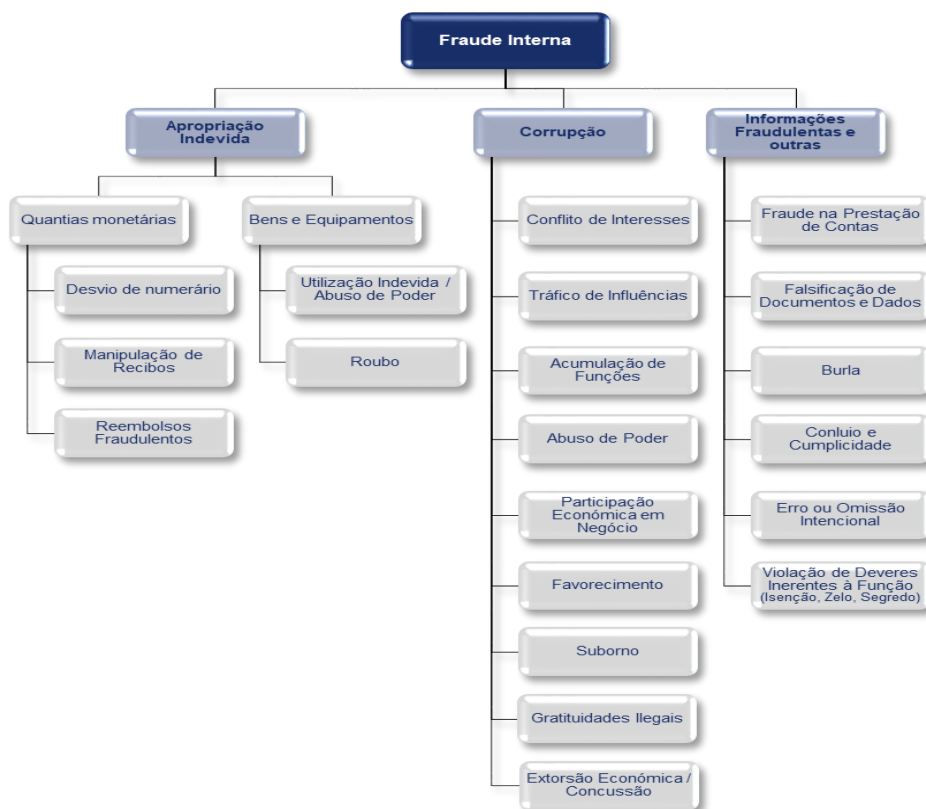 Fraude Interna
Apropriação
Indevida
Corrupção
Informações
Fraudulentas e
outras
Quantias monetárias
Bens e Equipamentos
Desvio de numerário
Manipulação de
Recibos
Reembolsos
Fraudulentos
Utilização Indevida /
Abuso de Poder
Roubo
Conflito de Interesses
Tráfico de Influências
Acumulação de
Funções
Abuso de Poder
Participação
Económica em
Negócio
Favorecimento
Suborno
Gratituidades Ilegais
Extorsão Económica /
Concussão
Fraude na Prestação
de Contas
Falsificação de
Documentos e Dados
Burla
Conluio e
Cumplicidade
Erro ou Omissão
Intencional
Violação de Deveres
Inerentes à Função
(Isenção, Zelo, Segredo)